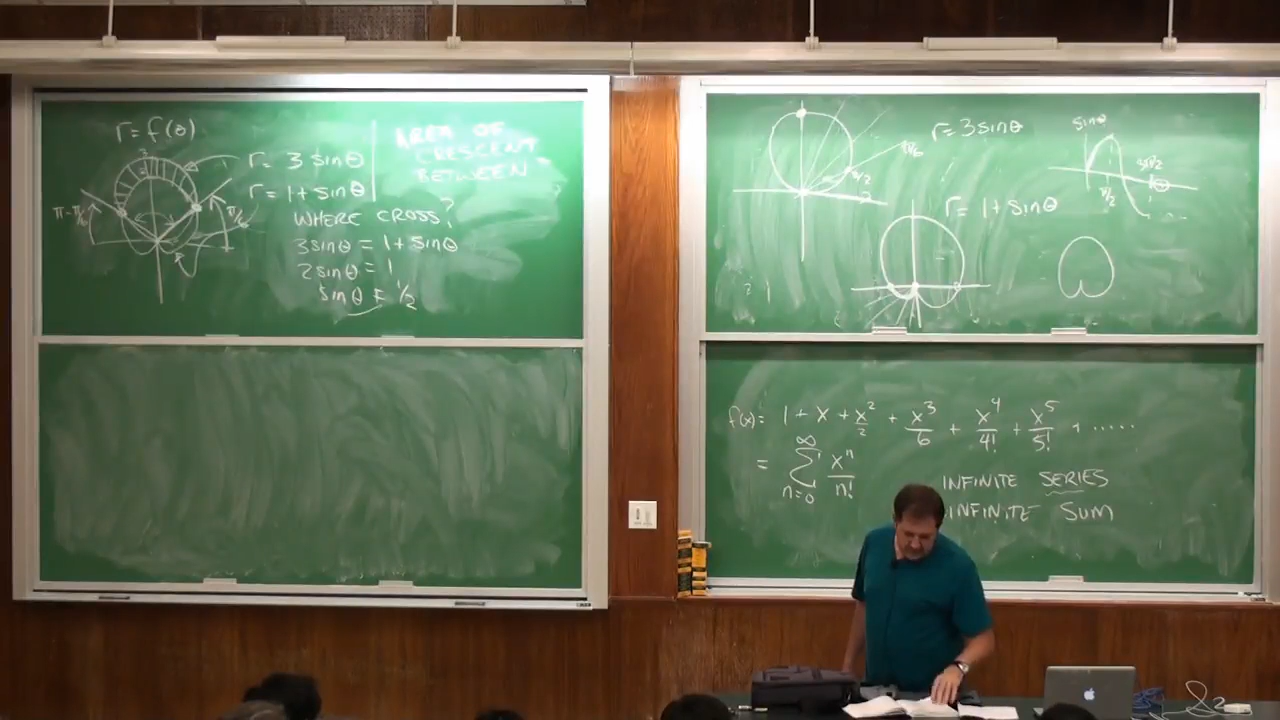 r = f(θ)
r = 3 sinθ
r = 1 + sinθ
WHERE CROSS?
3sinθ = 1 + sinθ
2sinθ = 1
sinθ = 1/2
AREA OF
CRESCENT
BETWEEN
π - π/6
π/6
r = 3sinθ
π/6
π/2
sinθ
π/2
3π/2
r = 1 + sinθ
f(x) = 1 + x + x²/2 + x³/6 + x⁴/4! + x⁵/5! + .....
= ∑ n=0 ∞ xⁿ/n!
INFINITE SERIES
INFINITE SUM